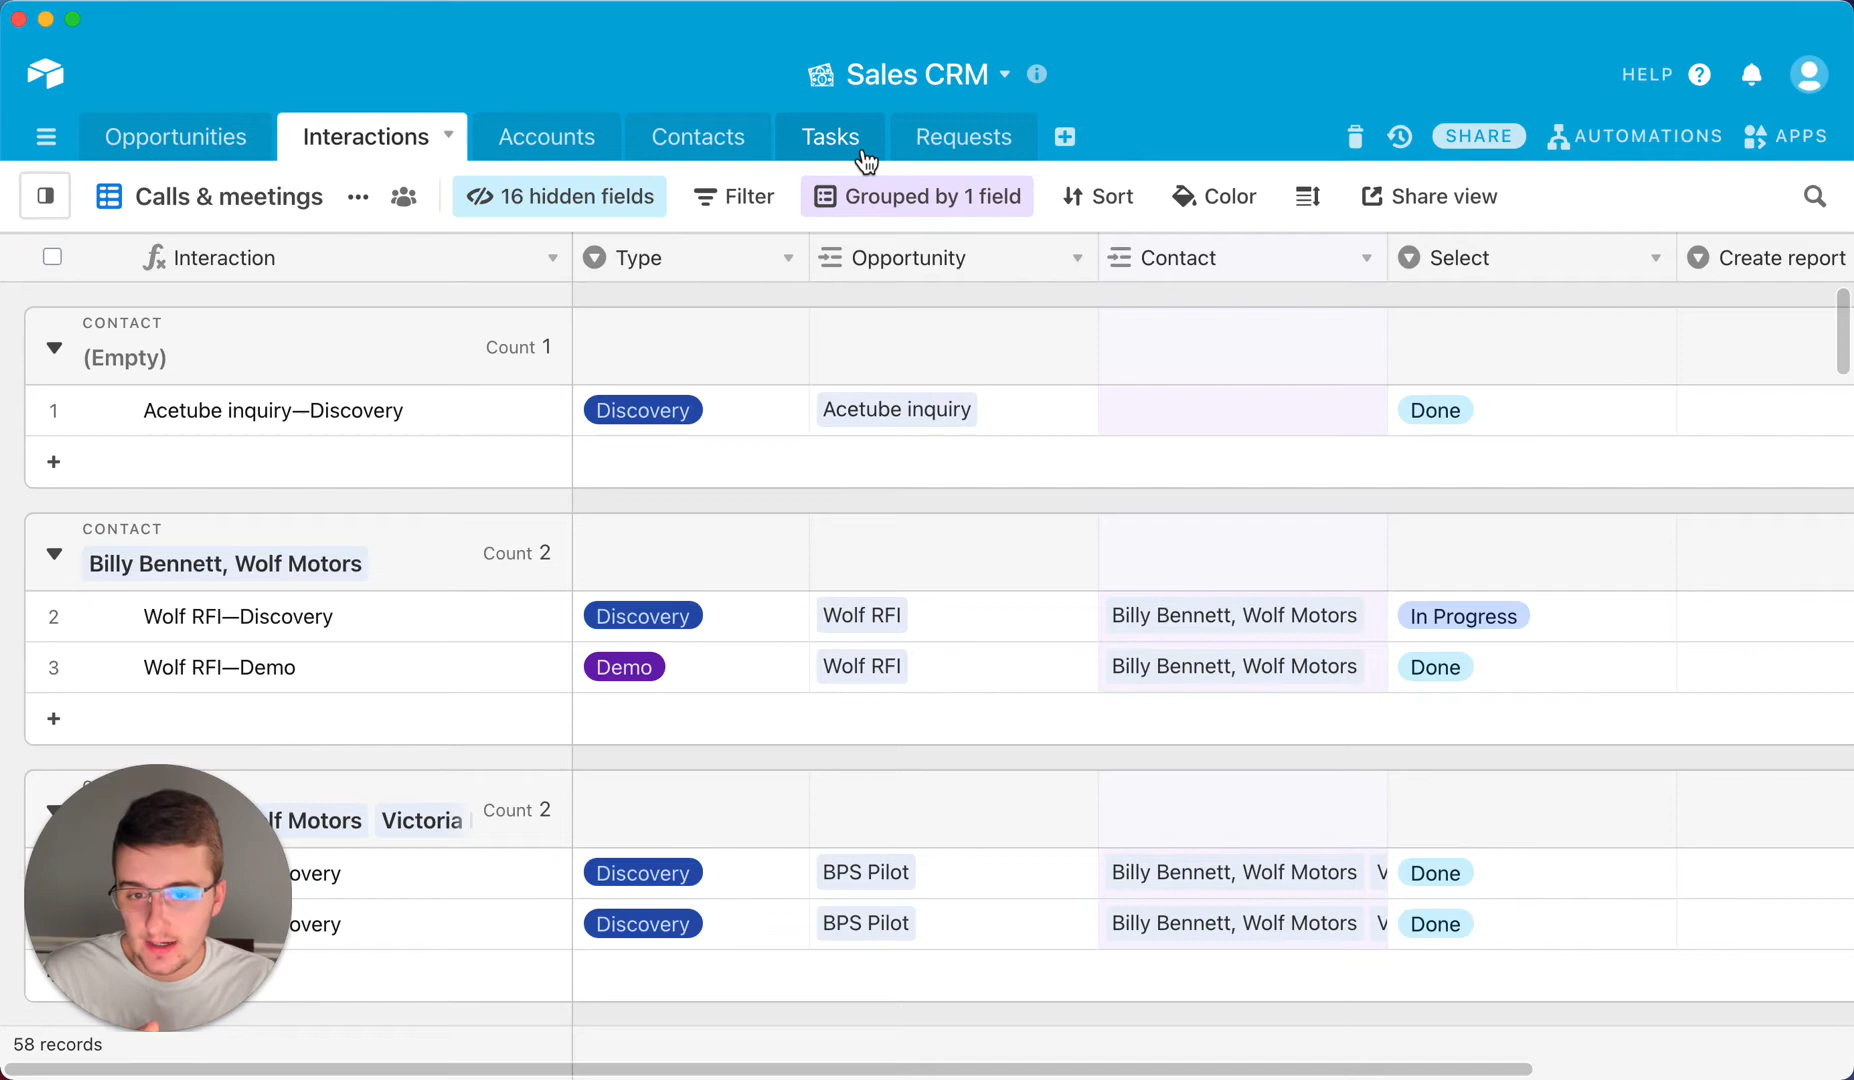 Sales CRM
HELP
Opportunities Interactions Accounts Contacts Tasks Requests SHARE AUTOMATIONS APPS
Calls & meetings 16 hidden fields Filter Grouped by 1 field Sort Color Share view
Interaction Type Opportunity Contact Select Create report
CONTACT
(Empty) Count 1
1 Acetube inquiry—Discovery Discovery Acetube inquiry Done
+
CONTACT
Billy Bennett, Wolf Motors Count 2
2 Wolf RFI—Discovery Discovery Wolf RFI Billy Bennett, Wolf Motors In Progress
3 Wolf RFI—Demo Demo Wolf RFI Billy Bennett, Wolf Motors Done
+
lf Motors Victoria Count 2
overy Discovery BPS Pilot Billy Bennett, Wolf Motors V Done
overy Discovery BPS Pilot Billy Bennett, Wolf Motors V Done
58 records